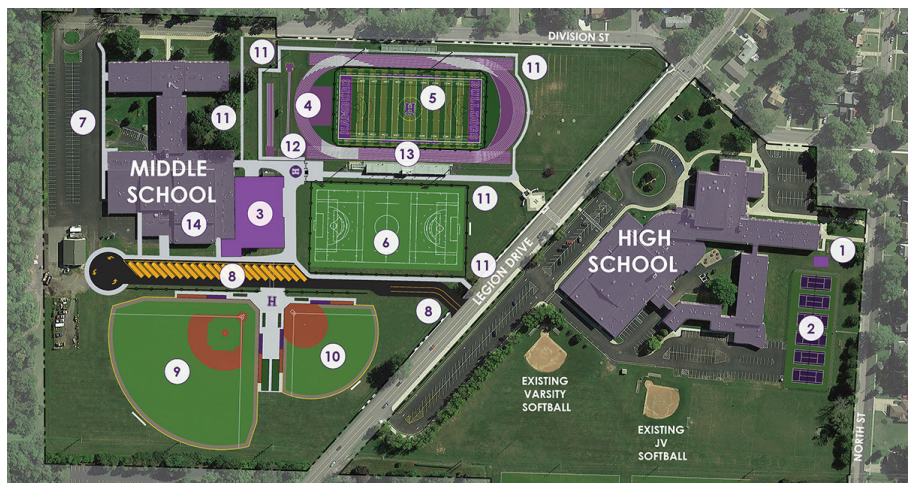 DIVISION ST
11
11
7
4
5
11
12
13
MIDDLE
SCHOOL
H
14
3
11
6
HIGH
SCHOOL
1
8
11
LEGION DRIVE
H
8
2
9
10
EXISTING
VARSITY
SOFTBALL
EXISTING
JV
SOFTBALL
NORTH ST